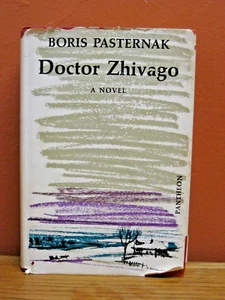 BORIS PASTERNAK
Doctor Zhivago
A NOVEL
PANTHEON